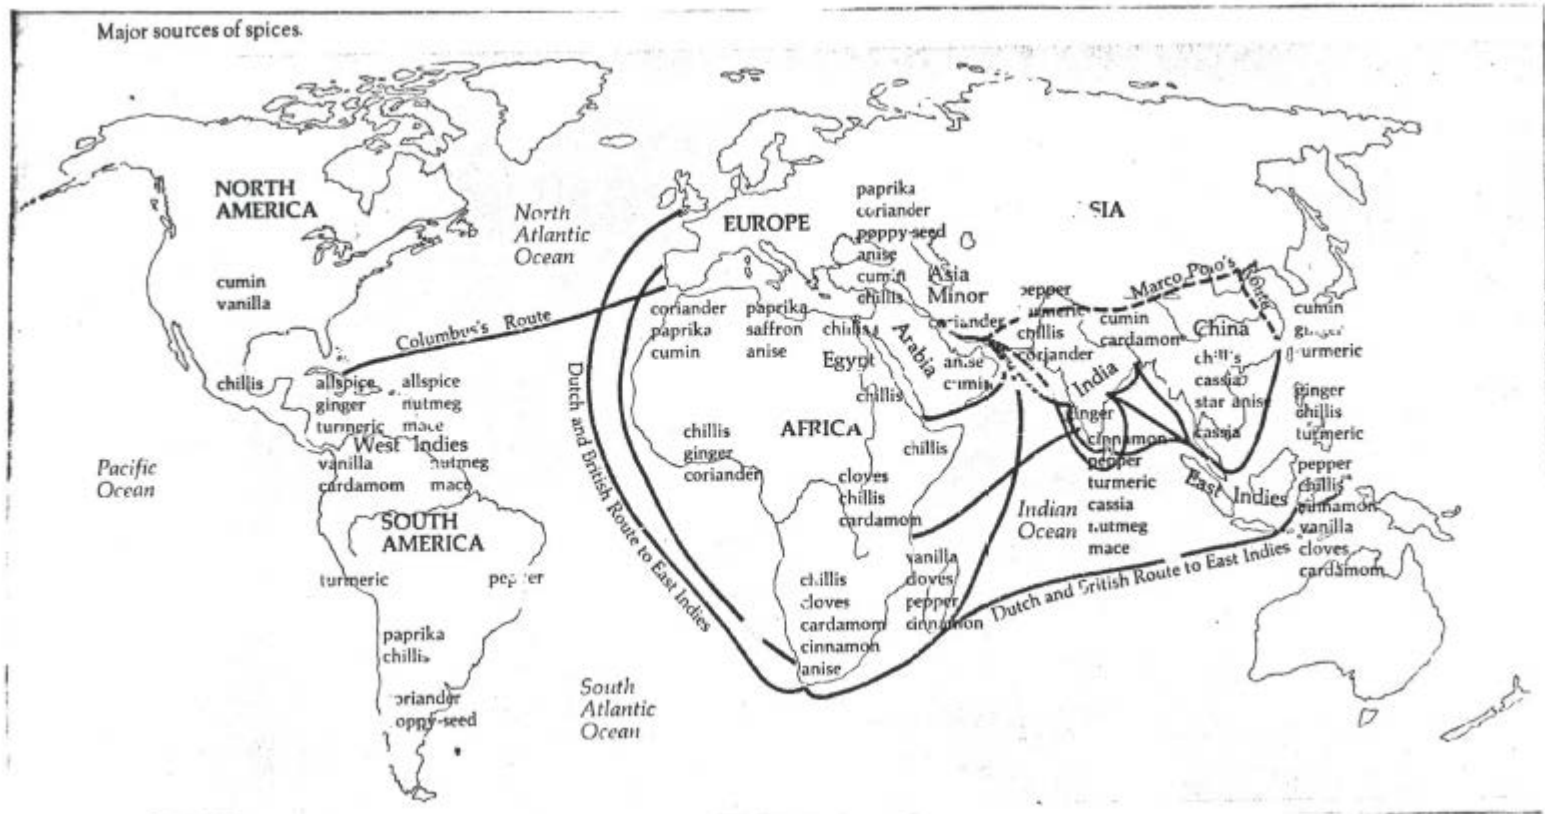 Major sources of spices.
NORTH
AMERICA
cumin
vanilla
chillis
North
Atlantic
Ocean
Columbus's Route
allspice
ginger
turmeric
allspice
nutmeg
mace
West Indies
vanilla
cardamom
nutmeg
mace
Pacific
Ocean
SOUTH
AMERICA
turmeric
paprika
South
Atlantic
Ocean
Dutch and British Route to East Indies
EUROPE
coriander
paprika
cumin
paprika
saffron
anise
paprika
coriander
poppy-seed
anise
cumin
chillis
Asia
Minor
chillis
Egypt
chillis
Arabia
anise
AFRICA
chillis
ginger
coriander
chillis
cloves
chillis
cardamom
chillis
cloves
cardamom
cinnamon
anise
vanilla
cloves
pepper
cinnamon
Marco Polo's
Route
pepper
chillis
coriander
cumin
cardamom
China
cassia
star anise
cassia
India
ginger
cinnamon
pepper
turmeric
cassia
nutmeg
mace
Indian
Ocean
cumin
turmeric
ginger
chillis
turmeric
East Indies
pepper
chillis
cinnamon
vanilla
cloves
cardamom
Dutch and British Route to East Indies